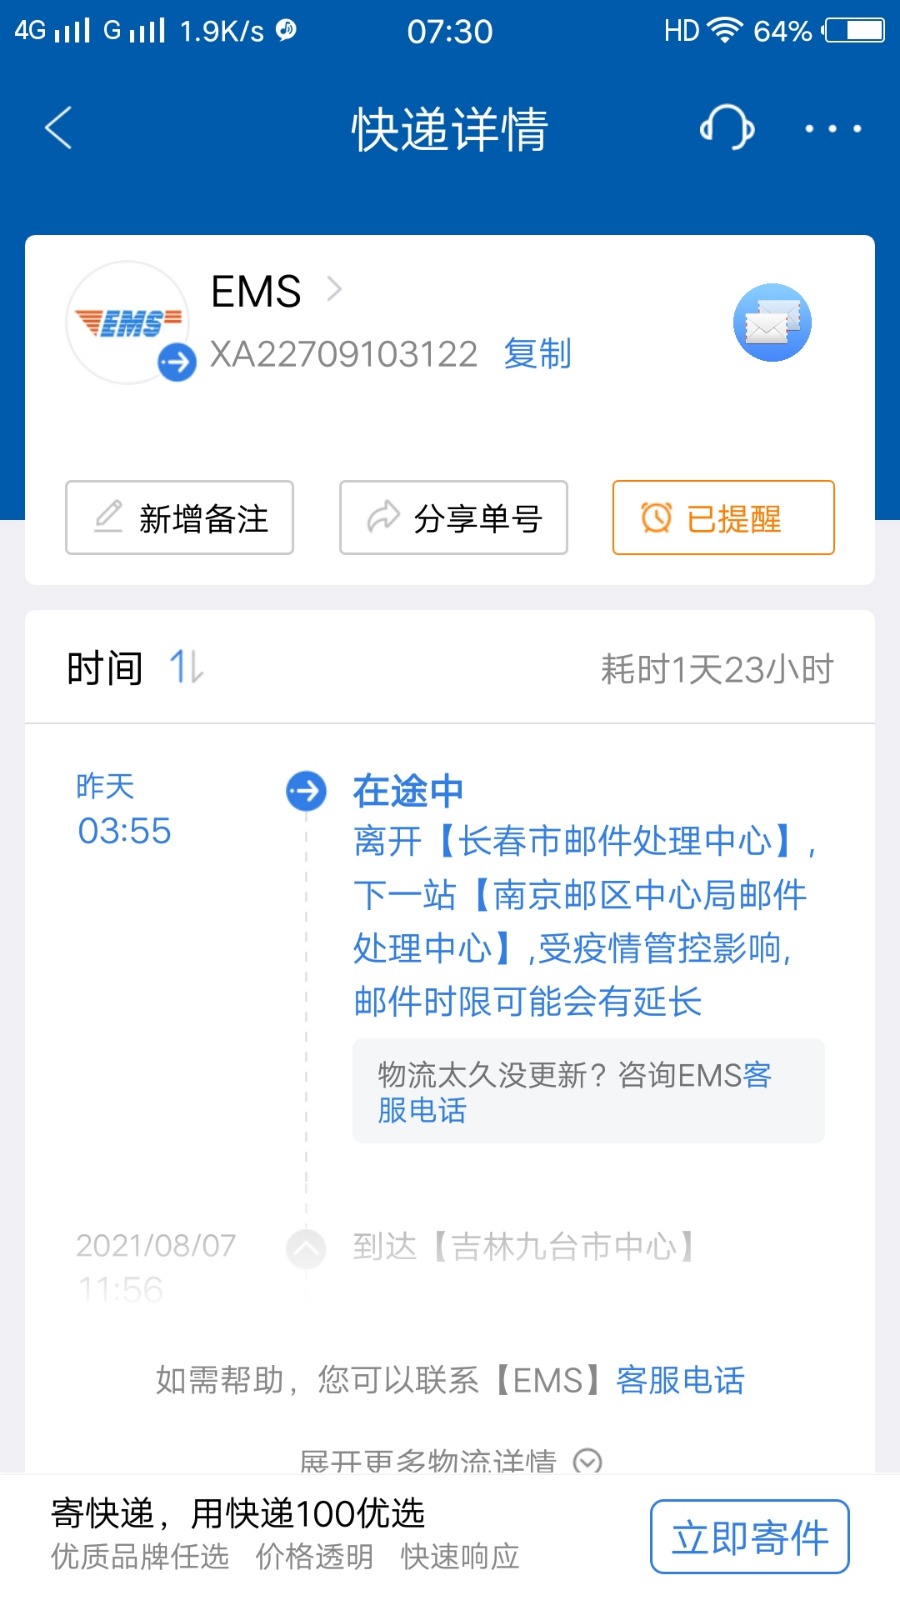 4G G 1.9K/s 07:30 HD 64%
快递详情
EMS
EMS
XA22709103122 复制
新增备注 分享单号 已提醒
时间 耗时1天23小时
昨天 在途中
03:55 离开【长春市邮件处理中心】,
下一站【南京邮区中心局邮件
处理中心】,受疫情管控影响,
邮件时限可能会有延长
物流太久没更新？咨询EMS客
服电话
2021/08/07 到达【吉林九台市中心】
11:56
如需帮助，您可以联系【EMS】客服电话
展开更多物流详情
寄快递，用快递100优选
优质品牌任选 价格透明 快速响应
立即寄件